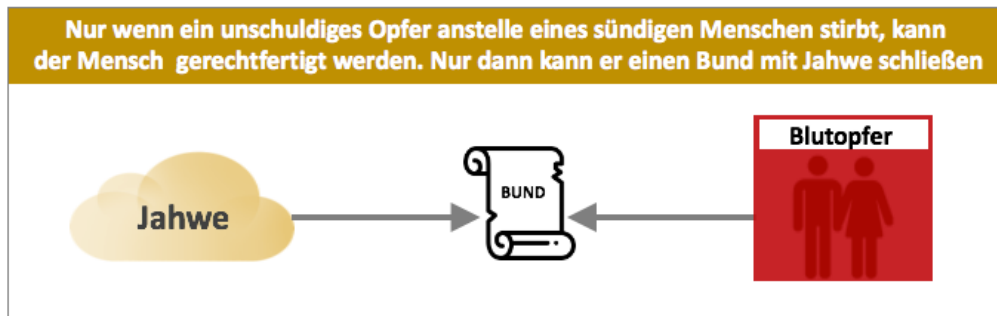 Nur wenn ein unschuldiges Opfer anstelle eines sündigen Menschen stirbt, kann
der Mensch gerechtfertigt werden. Nur dann kann er einen Bund mit Jahwe schließen
Blutopfer
BUND
Jahwe